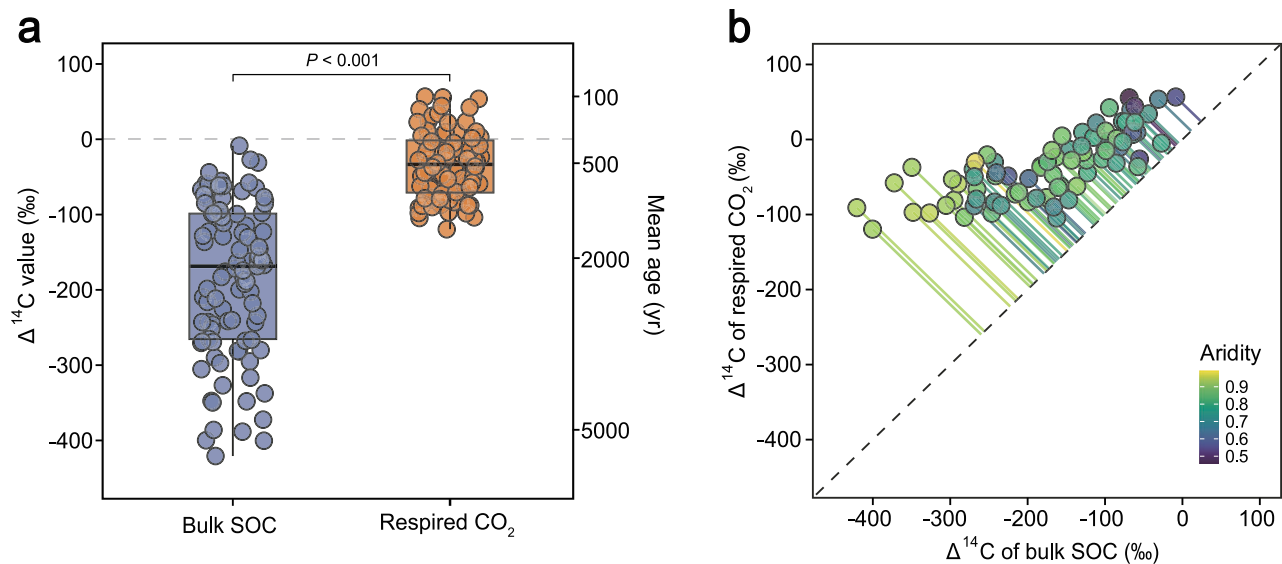 a
P < 0.001
Δ ¹⁴C value (‰)
100
0
-100
-200
-300
-400
100
500
2000
5000
Mean age (yr)
Bulk SOC
Respired CO₂
b
Δ¹⁴C of respired CO₂ (‰)
100
0
-100
-200
-300
-400
-400
-300
-200
-100
0
100
Δ¹⁴C of bulk SOC (‰)
Aridity
0.9
0.8
0.7
0.6
0.5